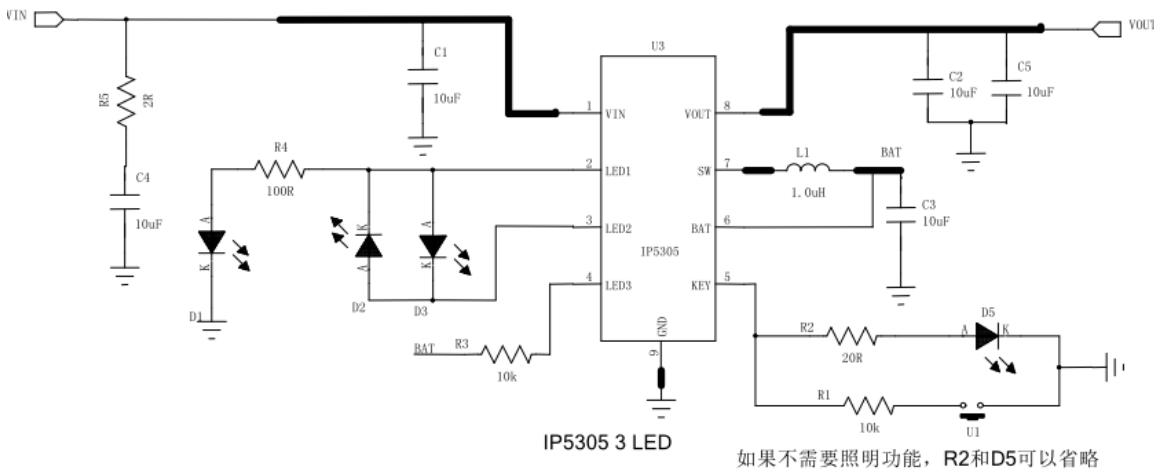 VIN
VOUT
U3
C1
10uF
C2
10uF
C5
10uF
R5
2R
1
VIN
VOUT
8
R4
100R
2
LED1
SW
7
L1
1.0uH
BAT
C4
10uF
A
K
D1
K
A
D2
A
K
D3
3
LED2
BAT
6
C3
10uF
IP5305
4
LED3
KEY
5
GND
9
BAT
R3
10k
R2
20R
A
D5
K
R1
10k
U1
IP5305 3 LED
如果不需要照明功能，R2和D5可以省略